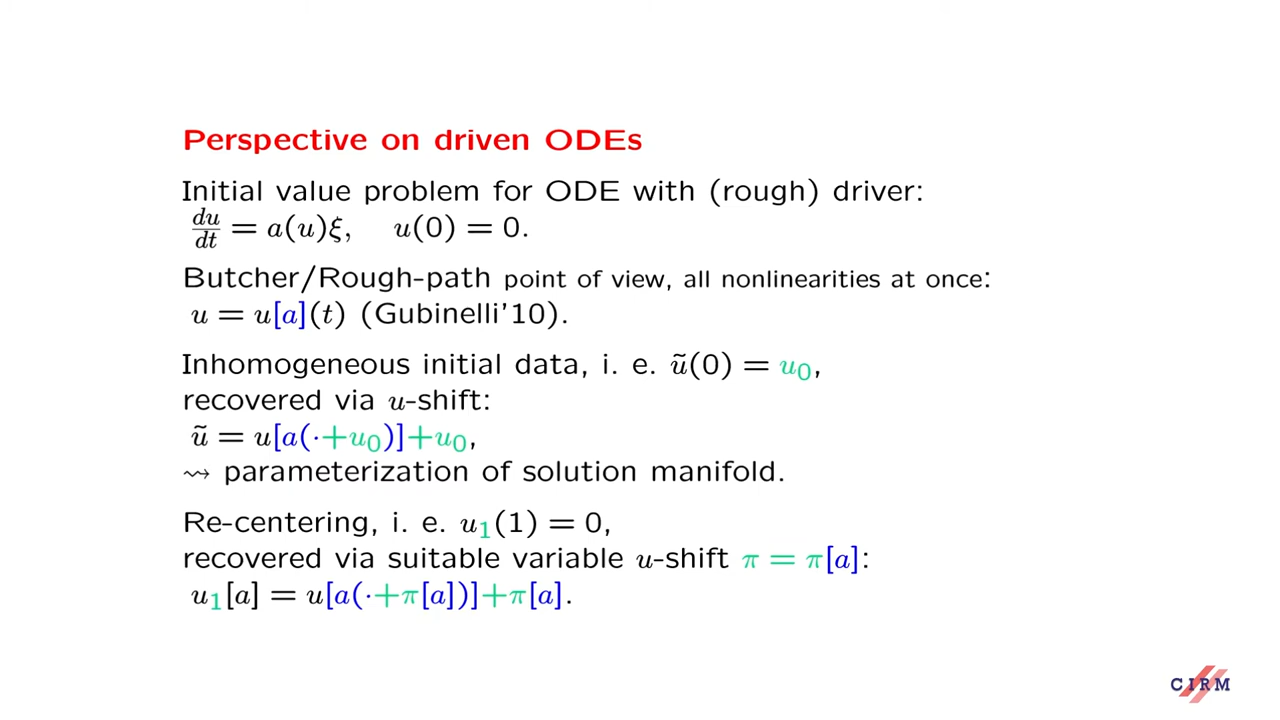 Perspective on driven ODEs
Initial value problem for ODE with (rough) driver:
du/dt = a(u)ξ, u(0) = 0.
Butcher/Rough-path point of view, all nonlinearities at once:
u = u[a](t) (Gubinelli'10).
Inhomogeneous initial data, i. e. ũ(0) = u₀,
recovered via u-shift:
ũ = u[a(·+u₀)]+u₀,
⇝ parameterization of solution manifold.
Re-centering, i. e. u₁(1) = 0,
recovered via suitable variable u-shift π = π[a]:
u₁[a] = u[a(·+π[a])]+π[a].
CIRM